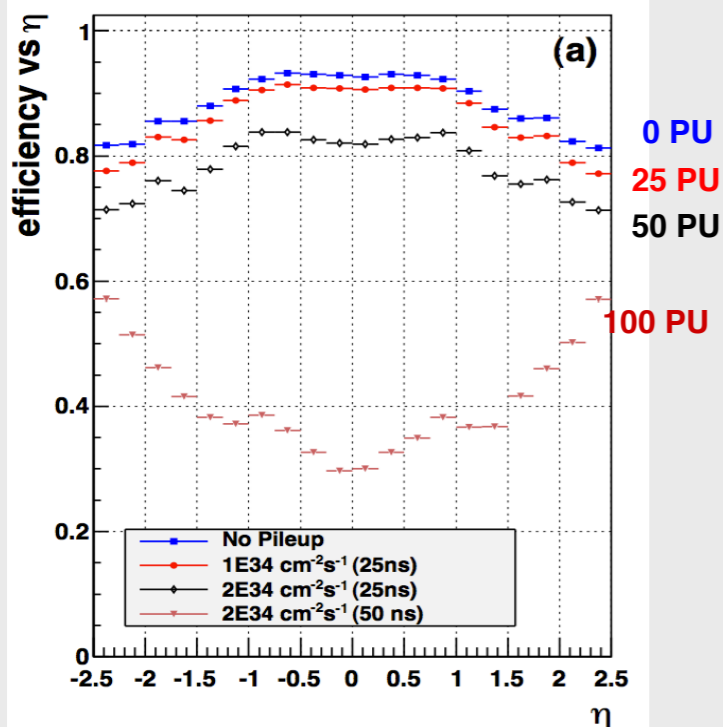 efficiency vs η
(a)
1
0.8
0.6
0.4
0.2
0
0 PU
25 PU
50 PU
100 PU
No Pileup
1E34 cm⁻²s⁻¹ (25ns)
2E34 cm⁻²s⁻¹ (25ns)
2E34 cm⁻²s⁻¹ (50 ns)
-2.5 -2 -1.5 -1 -0.5 0 0.5 1 1.5 2 2.5
η